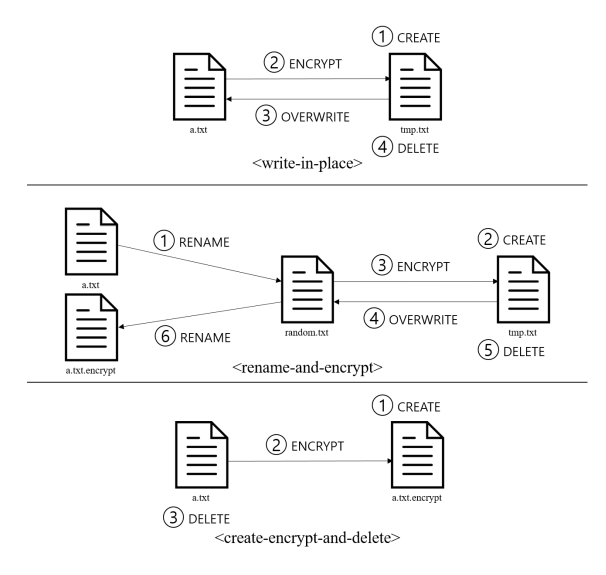 ① CREATE
② ENCRYPT
③ OVERWRITE
a.txt
tmp.txt
④ DELETE
<write-in-place>
① RENAME
② CREATE
③ ENCRYPT
a.txt
④ OVERWRITE
⑥ RENAME
random.txt
tmp.txt
⑤ DELETE
a.txt.encrypt
<rename-and-encrypt>
① CREATE
② ENCRYPT
a.txt
a.txt.encrypt
③ DELETE
<create-encrypt-and-delete>